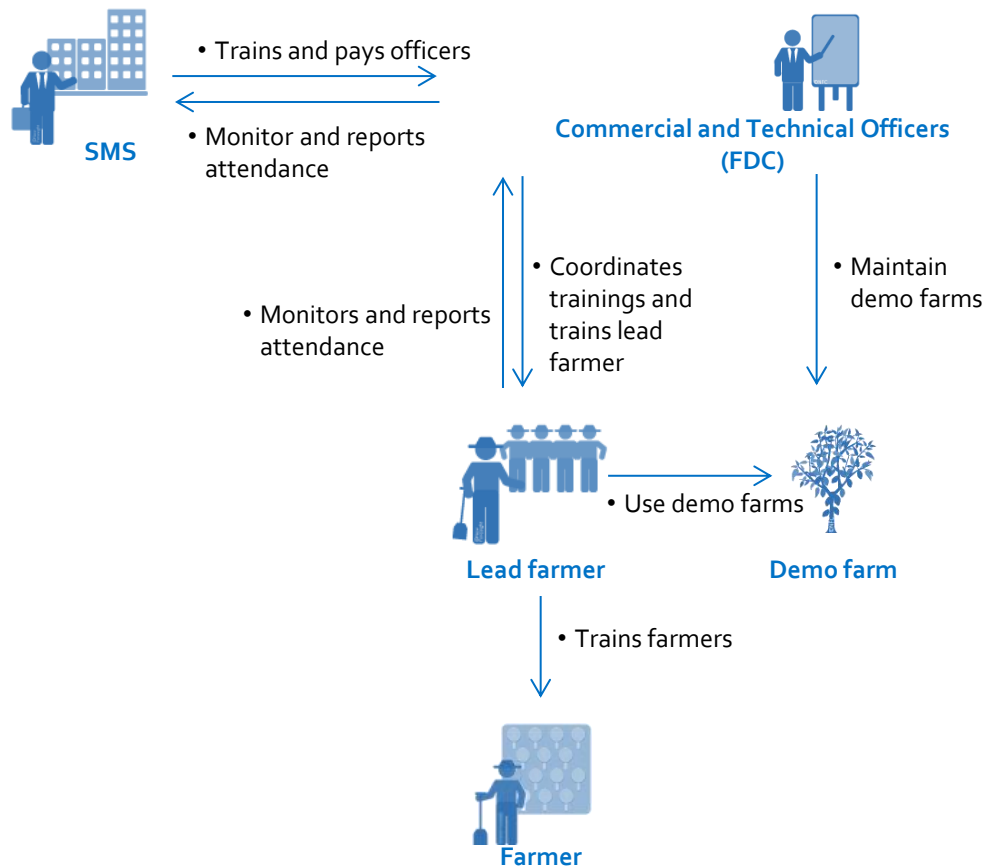 • Trains and pays officers
• Monitor and reports
attendance
SMS
Commercial and Technical Officers
(FDC)
• Monitors and reports
attendance
• Coordinates
trainings and
trains lead
farmer
• Maintain
demo farms
• Use demo farms
Lead farmer
Demo farm
• Trains farmers
Farmer